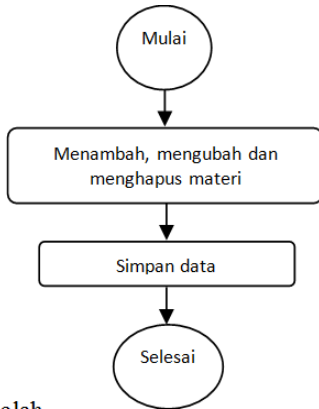 Mulai
Menambah, mengubah dan
menghapus materi
Simpan data
Selesai